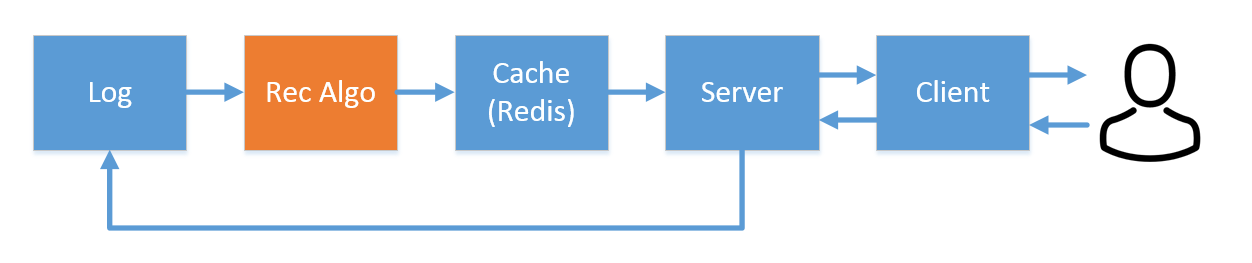 Log
Rec Algo
Cache
(Redis)
Server
Client